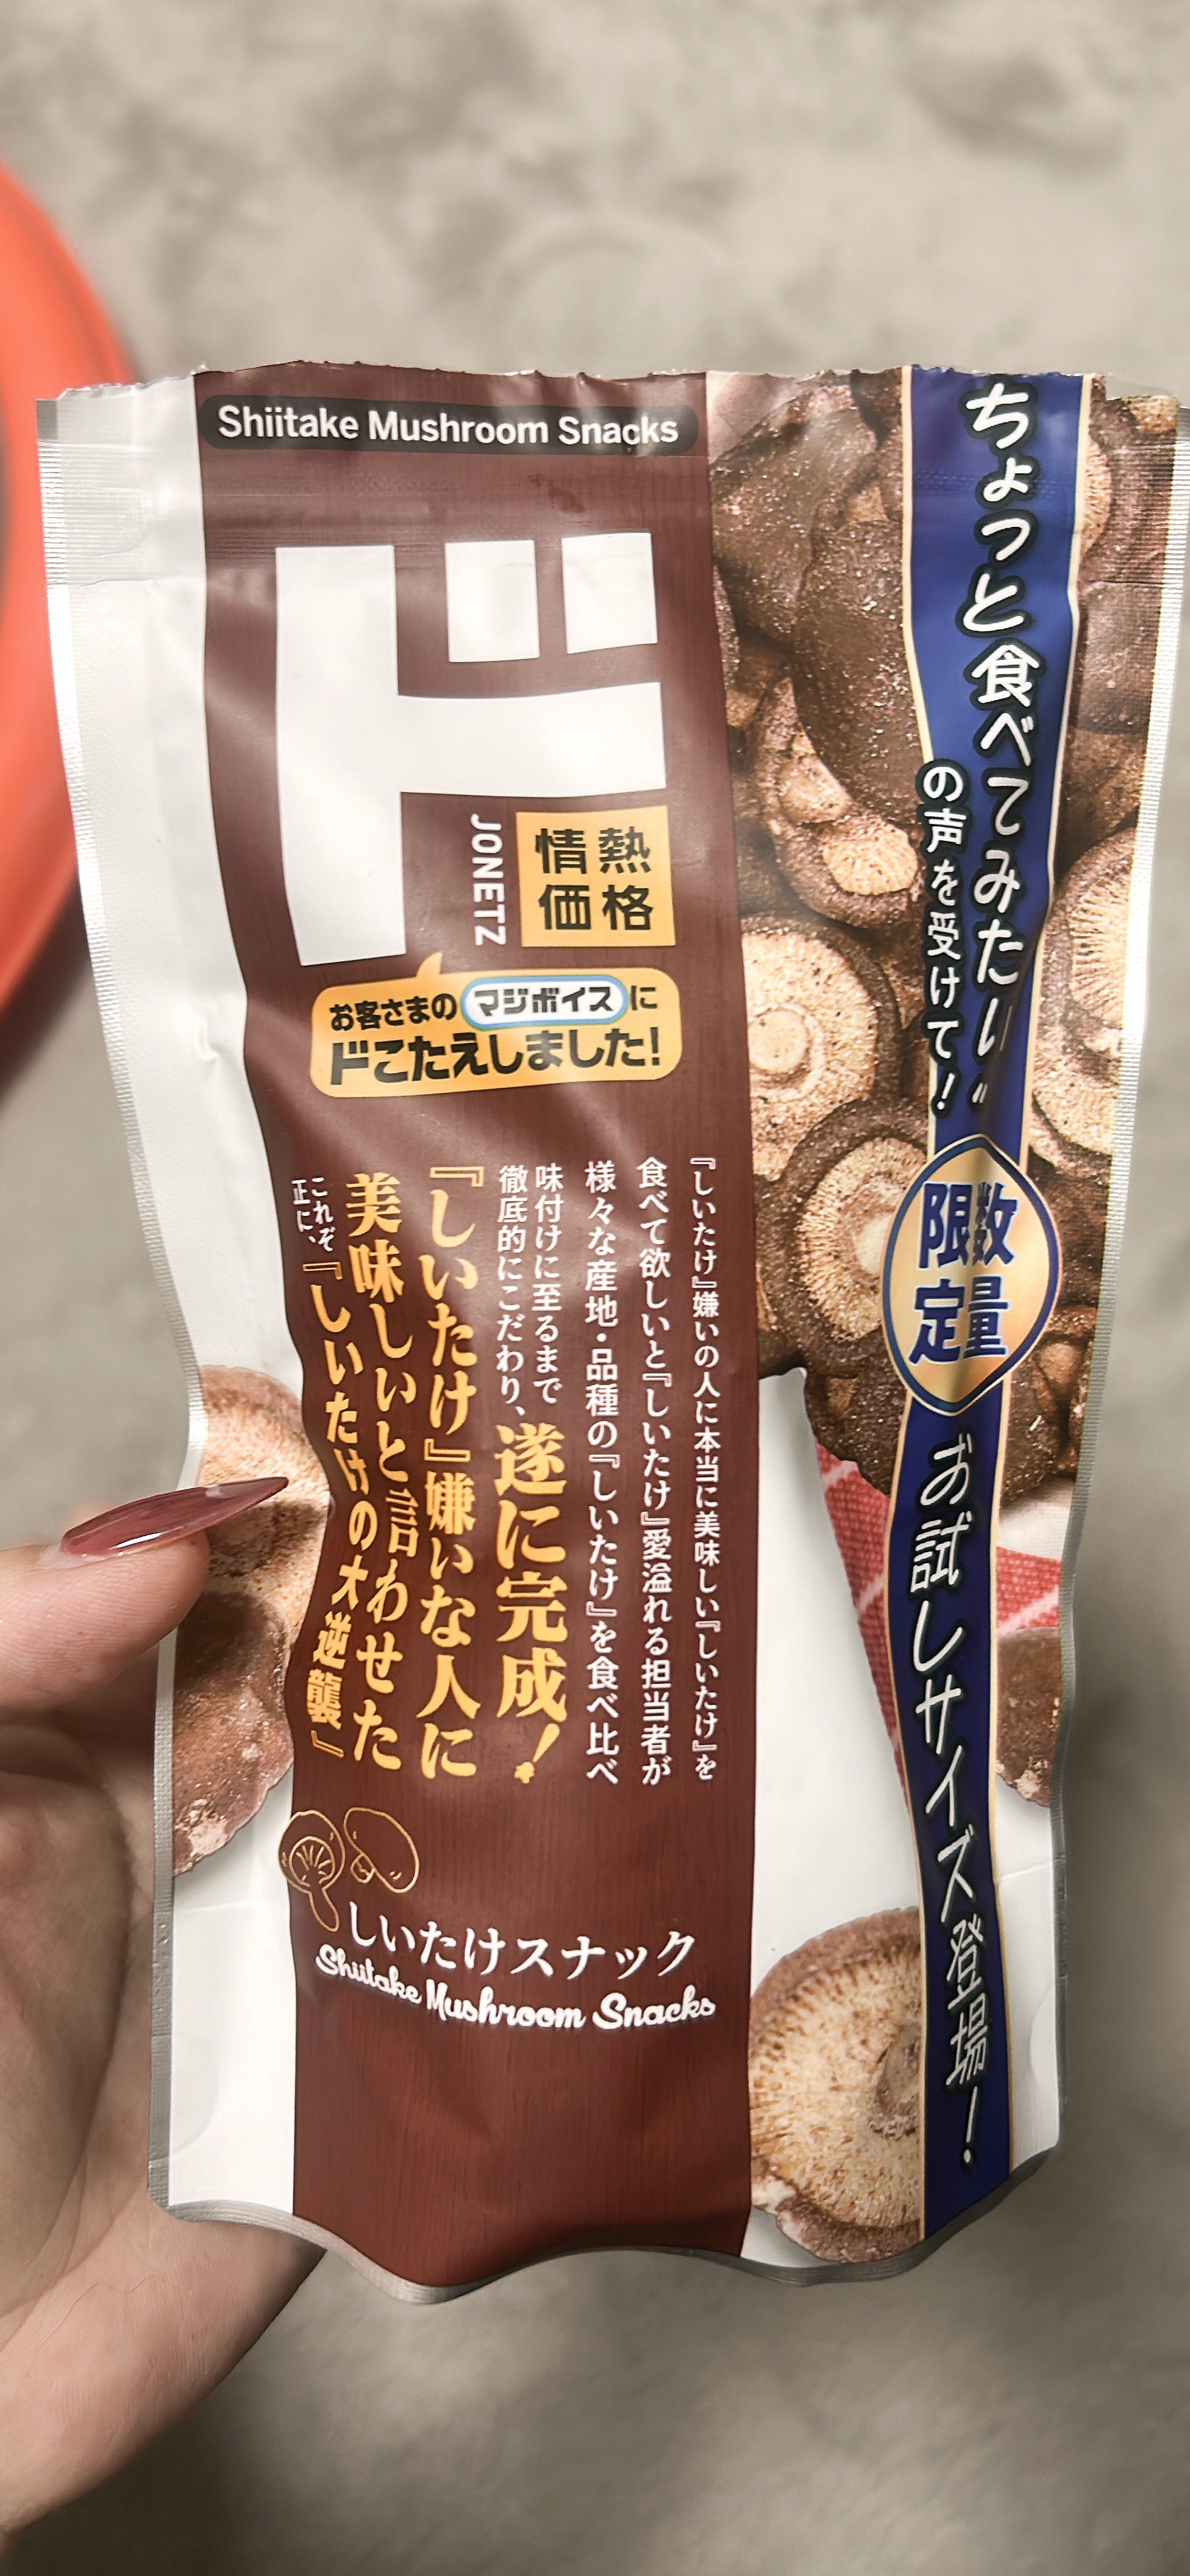 Shiitake Mushroom Snacks
ド
JONETZ
情熱
価格
お客さまのマジボイスに
ドこたえしました!
『しいたけ』嫌いの人に本当に美味しい『しいたけ』を
食べて欲しいと『しいたけ』愛溢れる担当者が
様々な産地・品種の『しいたけ』を食べ比べ
味付けに至るまで
徹底的にこだわり、
遂に完成!
『しいたけ』嫌いな人に
美味しいと言わせた
これぞ
正に、
『しいたけの大逆襲』
しいたけスナック
Shiitake Mushroom Snacks
ちょっと食べてみたい〟
の声を受けて!
数量
限定
お試しサイズ登場!